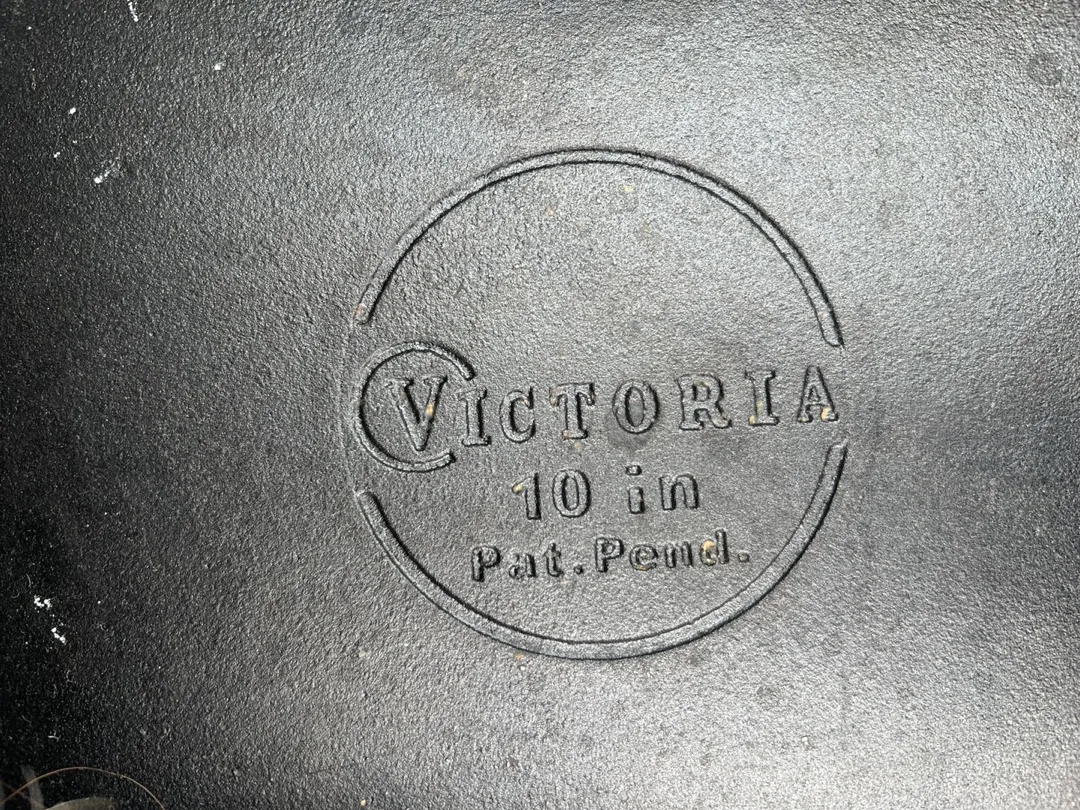 VICTORIA
10 in
Pat. Pend.